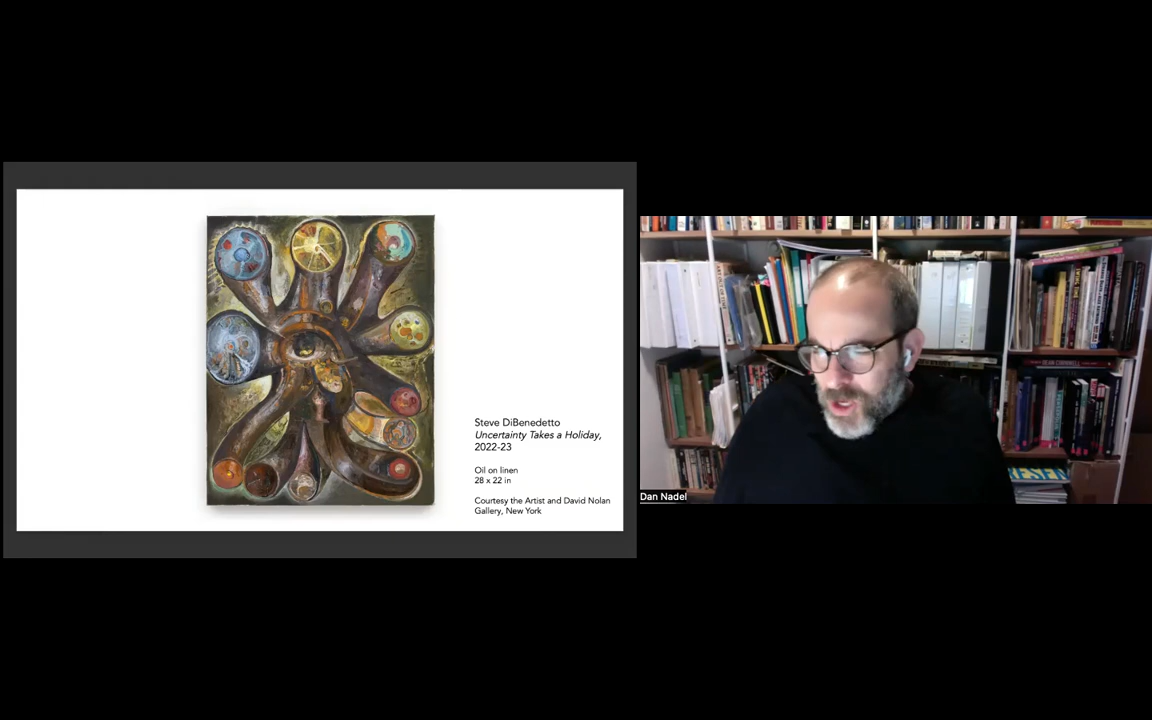 Steve DiBenedetto
Uncertainty Takes a Holiday,
2022-23
Oil on linen
28 x 22 in
Courtesy the Artist and David Nolan
Gallery, New York
Dan Nadel